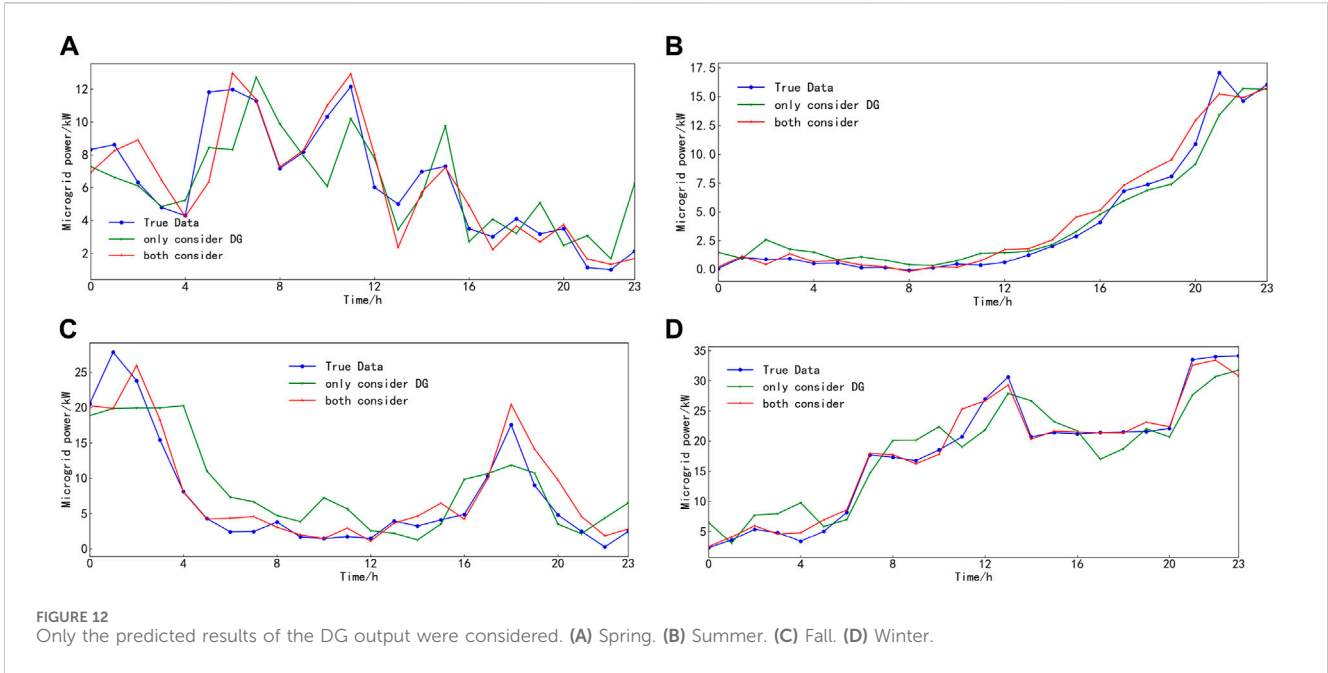 A
Microgrid power/kW
12
10
8
6
4
2
True Data
only consider DG
both consider
0
4
8
12
16
20
23
Time/h
B
Microgrid power/kW
17.5
15.0
12.5
10.0
7.5
5.0
2.5
0.0
True Data
only consider DG
both consider
0
4
8
12
16
20
23
Time/h
C
Microgrid power/kW
25
20
15
10
5
0
True Data
only consider DG
both consider
0
4
8
12
16
20
23
Time/h
D
Microgrid power/kW
35
30
25
20
15
10
5
True Data
only consider DG
both consider
0
4
8
12
16
20
23
Time/h
FIGURE 12
Only the predicted results of the DG output were considered. (A) Spring. (B) Summer. (C) Fall. (D) Winter.